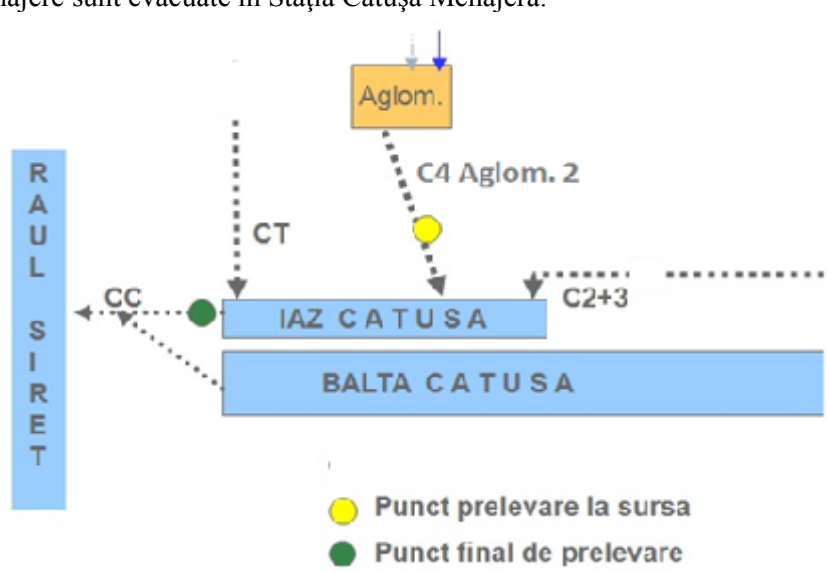 sunt evacuate în Stația Cătușa Menajeră.
Aglom.
C4 Aglom. 2
RAUL SIRET
CT
CC
C2+3
IAZ CATUSA
BALTA CATUSA
Punct prelevare la sursa
Punct final de prelevare